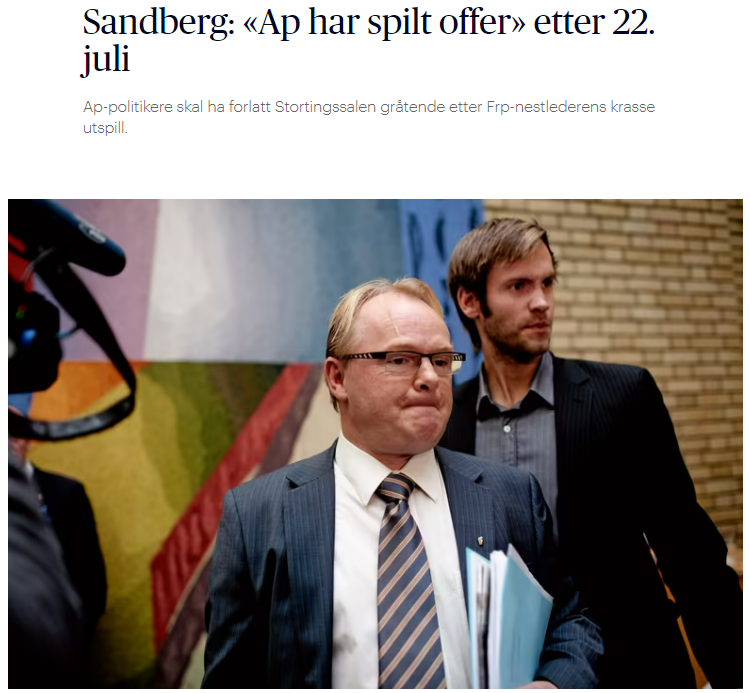 Sandberg: «Ap har spilt offer» etter 22.
juli
Ap-politikere skal ha forlatt Stortingssalen gråtende etter Frp-nestlederens krasse
utspill.